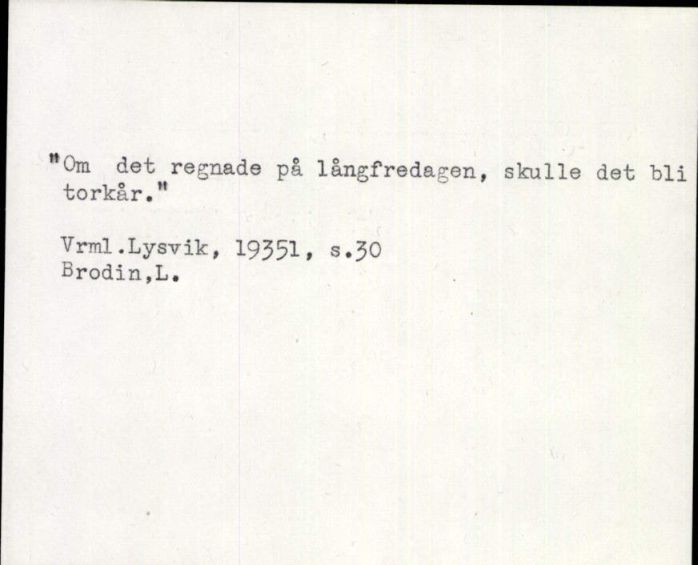 "Om det regnade på långfredagen, skulle det bli
torkår."
Vrml.Lysvik, 19351, s.30
Brodin,L.